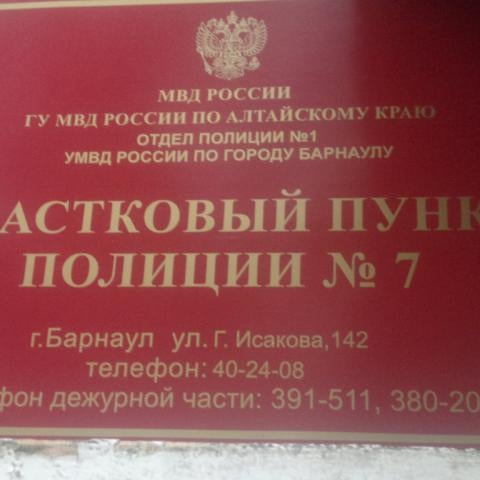 МВД РОССИИ
ГУ МВД РОССИИ ПО АЛТАЙСКОМУ КРАЮ
ОТДЕЛ ПОЛИЦИИ №1
УМВД РОССИИ ПО ГОРОДУ БАРНАУЛУ
АСТКОВЫЙ ПУНК
ПОЛИЦИИ № 7
г.Барнаул ул. Г. Исакова,142
телефон: 40-24-08
фон дежурной части: 391-511, 380-20